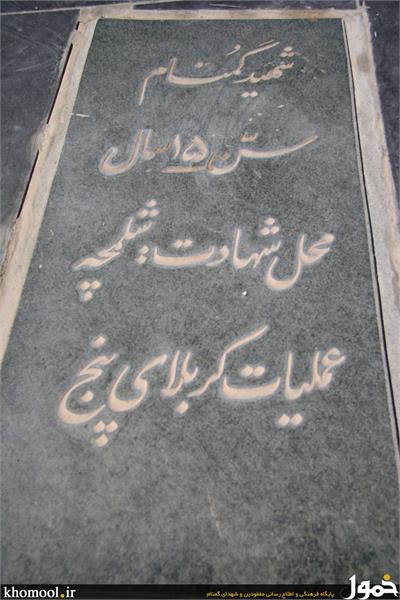 شهید گمنام
سنّ ۱۵ سال
محل شهادت: شلمچه
عملیات کربلای پنج
خمول
پایگاه فرهنگی و اطلاع رسانی مفقودین و شهدای گمنام
khomool.ir